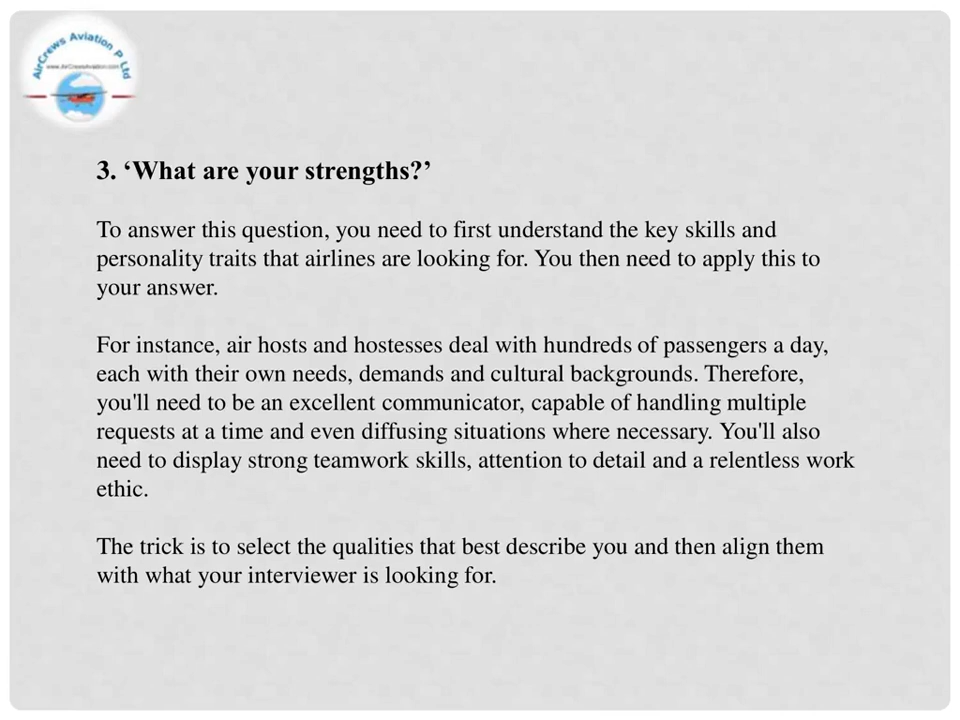 AirCrews Aviation P Ltd
www.AirCrewsAviation.com
3. ‘What are your strengths?’
To answer this question, you need to first understand the key skills and
personality traits that airlines are looking for. You then need to apply this to
your answer.
For instance, air hosts and hostesses deal with hundreds of passengers a day,
each with their own needs, demands and cultural backgrounds. Therefore,
you'll need to be an excellent communicator, capable of handling multiple
requests at a time and even diffusing situations where necessary. You'll also
need to display strong teamwork skills, attention to detail and a relentless work
ethic.
The trick is to select the qualities that best describe you and then align them
with what your interviewer is looking for.